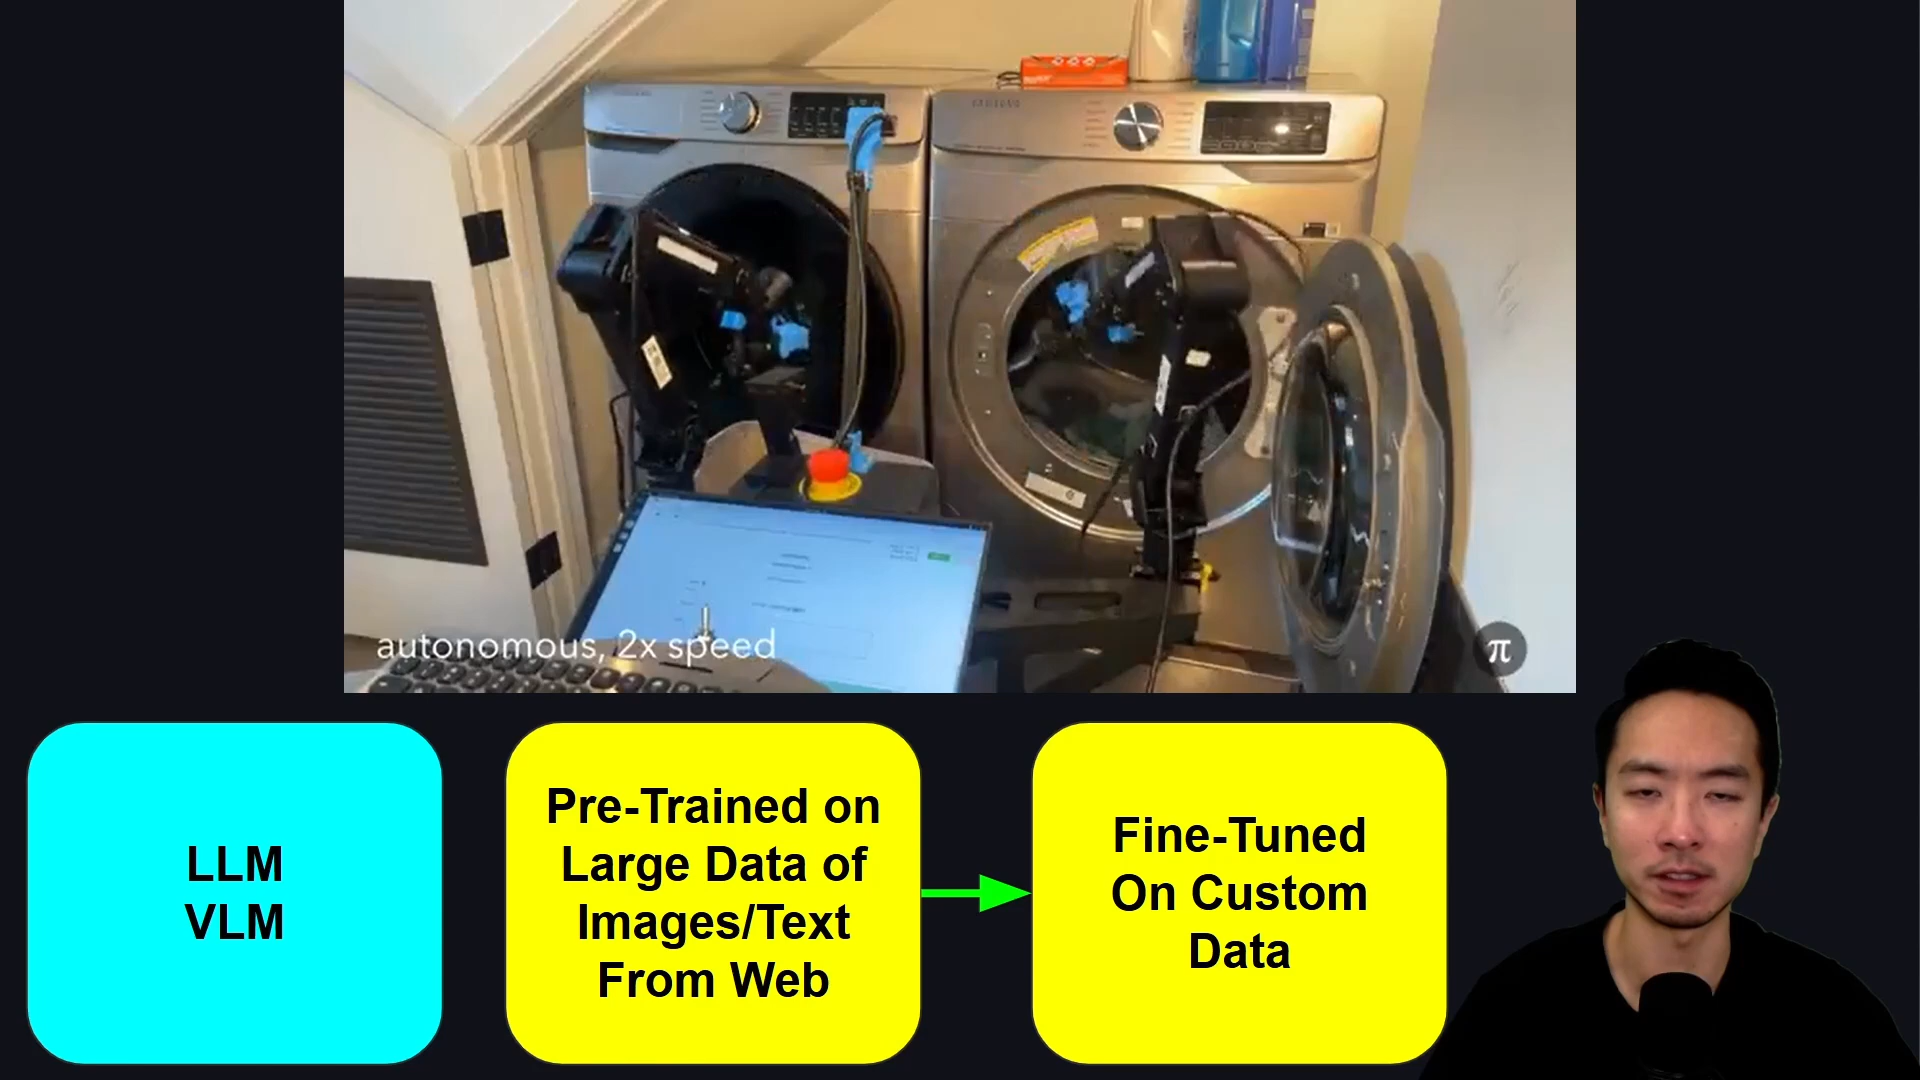 SAMSUNG
autonomous, 2x speed
π
LLM
VLM
Pre-Trained on
Large Data of
Images/Text
From Web
Fine-Tuned
On Custom
Data